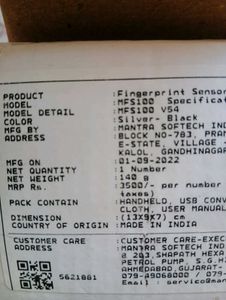 PRODUCT :Fingerprint Sensor
MODEL :MFS100 Specificat
MODEL DETAIL :MFS100 V54
COLOR :Silver- Black
MFG BY :MANTRA SOFTECH IND
ADDRESS :BLOCK NO-783, PRAM
E-STATE, VILLAGE
KALOL, GANDHINAGAR
MFG ON :01-09-2022
NET QUANTITY :1 Number
NET WEIGHT :140 g
MRP Rs. :3500/- per number
taxes)
PACK CONTAIN :HANDHELD, USB CONV
CLOTH, USER MANUAL
DIMENSION :(13X9X7) cm
COUNTRY OF ORIGIN :MADE IN INDIA
CUSTOMER CARE :CUSTOMER CARE-EXEC
ADDRESS :MANTRA SOFTECH IND
203,SHAPATH HEXA
PETROL PUMP, S.G.H
AHMEDABAD,GUJARAT-
:079-49068000 /
5621881
Email : service@mant